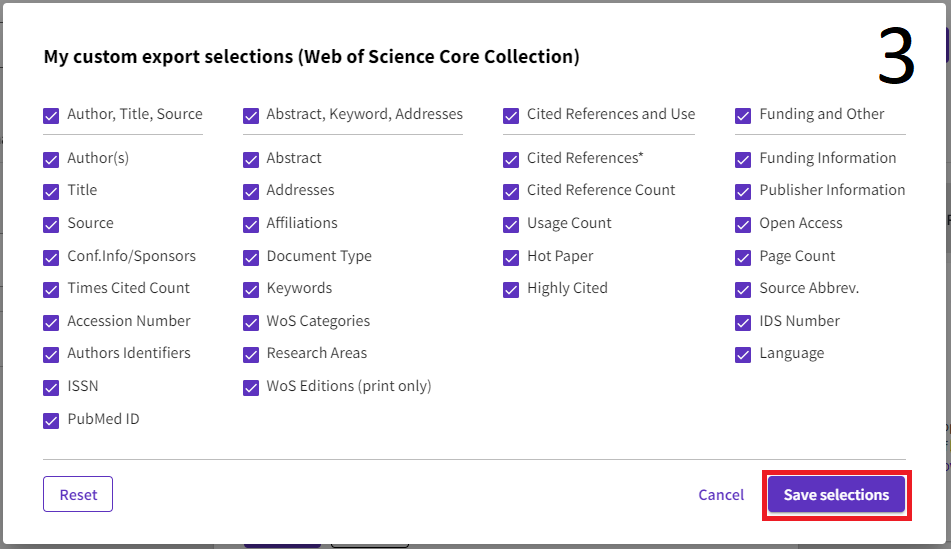 3
My custom export selections (Web of Science Core Collection)
Author, Title, Source
Author(s)
Title
Source
Conf.Info/Sponsors
Times Cited Count
Accession Number
Authors Identifiers
ISSN
PubMed ID
Abstract, Keyword, Addresses
Abstract
Addresses
Affiliations
Document Type
Keywords
WoS Categories
Research Areas
WoS Editions (print only)
Cited References and Use
Cited References*
Cited Reference Count
Usage Count
Hot Paper
Highly Cited
Funding and Other
Funding Information
Publisher Information
Open Access
Page Count
Source Abbrev.
IDS Number
Language
Reset
Cancel
Save selections